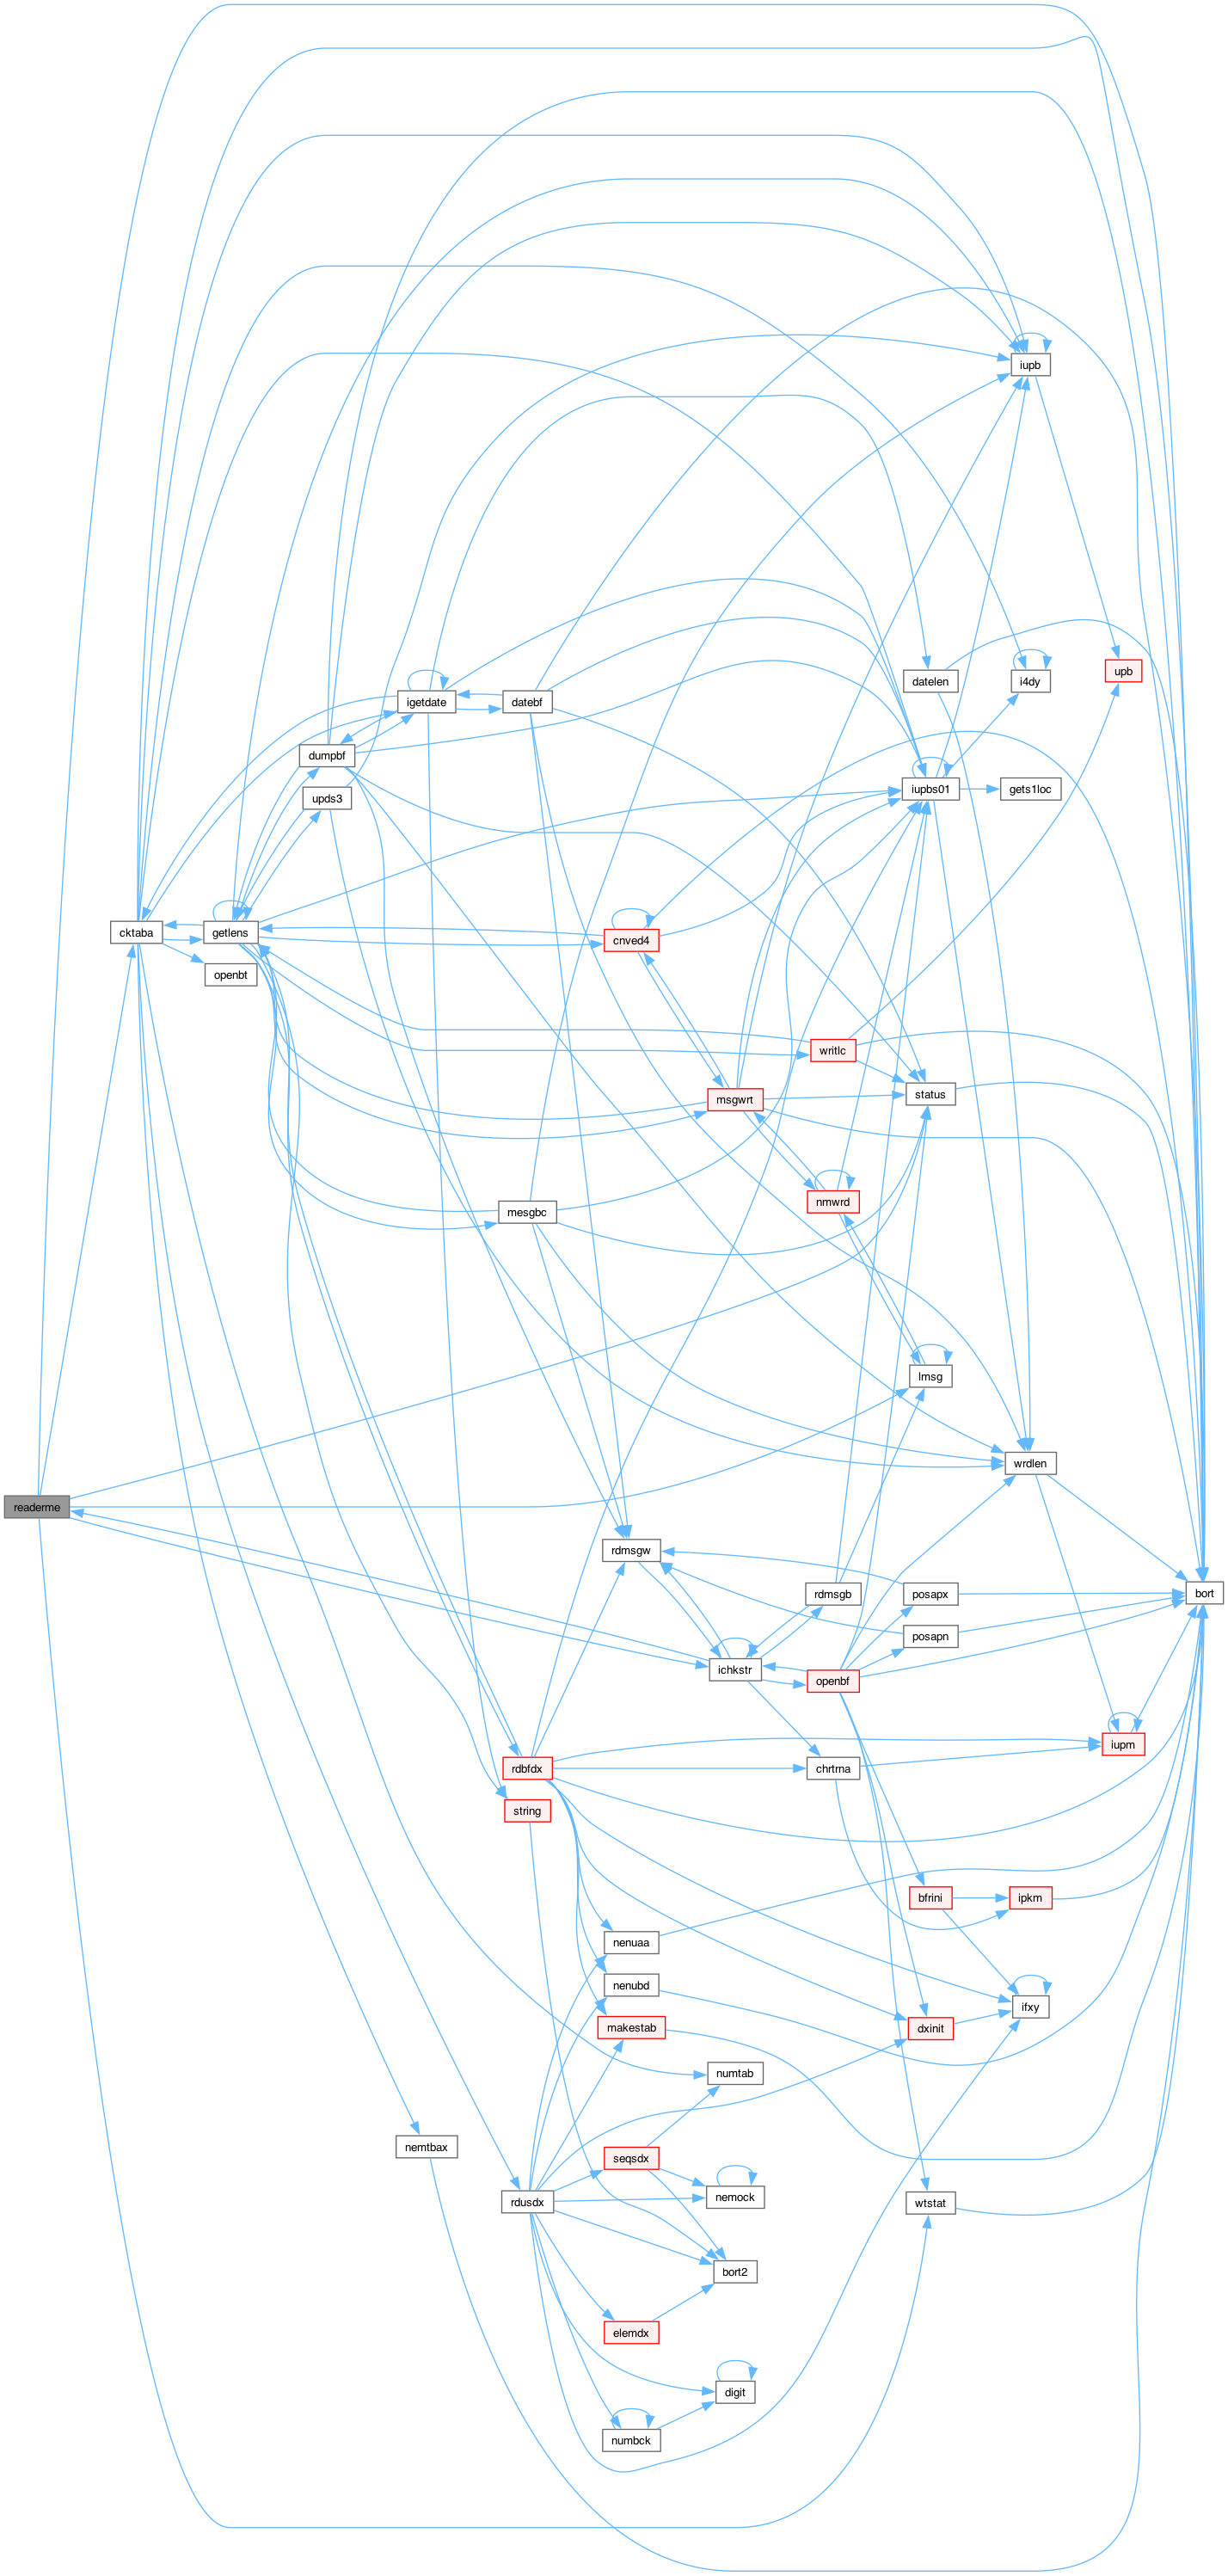 iupb
datelen
i4dy
upb
igetdate
datebf
dumpbf
upds3
iupbs01
gets1loc
cktaba
getlens
cnved4
openbt
writlc
msgwrt
status
mesgbc
nmwrd
lmsg
wrdlen
readerme
rdmsgw
rdmsgb
posapx
bort
posapn
ichkstr
openbf
iupm
rdbfdx
chrtrna
string
bfrini
ipkm
nenuaa
nenubd
ifxy
makestab
dxinit
numtab
nemtbax
seqsdx
nemock
rdusdx
wtstat
bort2
elemdx
digit
numbck